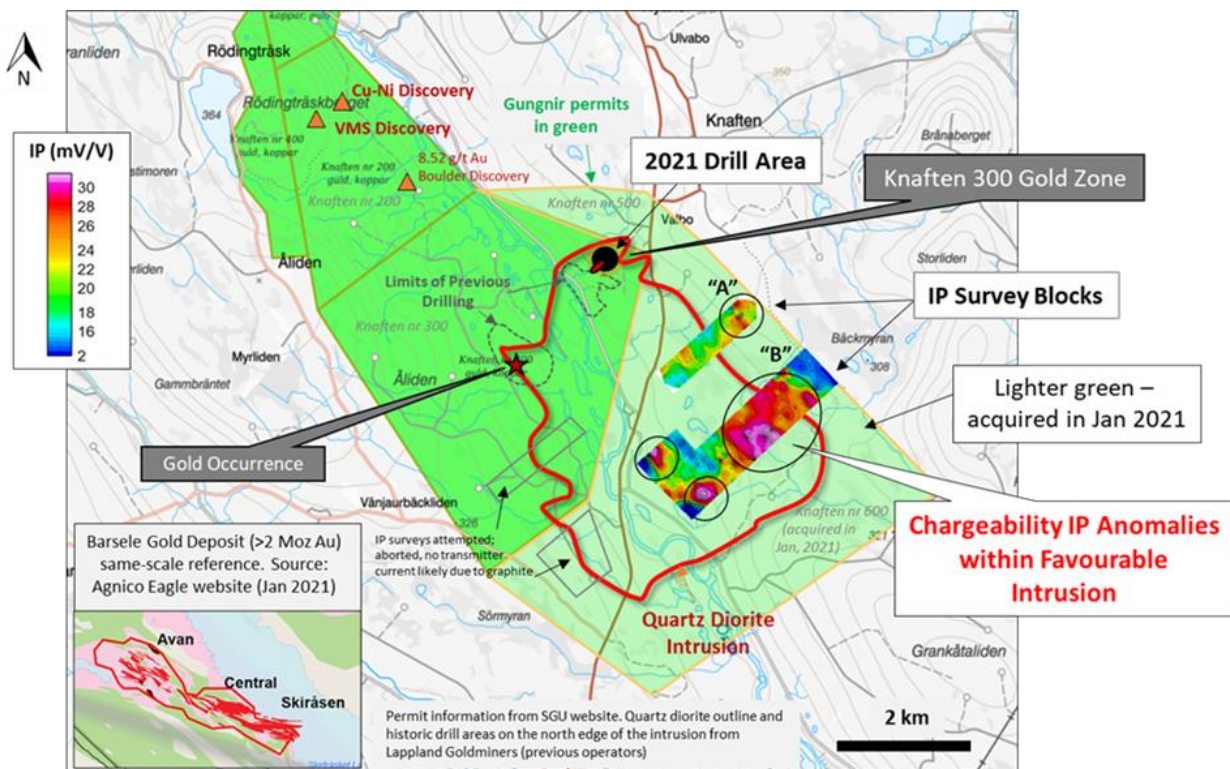 N
IP (mV/V)
30
28
26
24
22
20
18
16
2
koppar, guld
Rödingträsk
Rödingträskberget
364
Cu-Ni Discovery
VMS Discovery
Knaften nr 400
guld, koppar
8.52 g/t Au
Boulder Discovery
Knaften nr 200
guld, koppar
Knaften nr 200
Gungnir permits
in green
Ulvabo
350
Knaften
Brånaberget
2021 Drill Area
Knaften 300 Gold Zone
Knaften nr 500
Valbo
Storliden
Åliden
Limits of Previous
Drilling
"A"
IP Survey Blocks
Knaften nr 300
Bäckmyran
308
"B"
Myrliden
Gammbräntet
Åliden
guld, koppar
Lighter green –
acquired in Jan 2021
Gold Occurrence
Vänjaurbäckliden
326
IP surveys attempted;
aborted, no transmitter
current likely due to graphite
Knaften nr 600
(acquired in
Jan, 2021)
321
Chargeability IP Anomalies
within Favourable
Intrusion
Barsele Gold Deposit (>2 Moz Au)
same-scale reference. Source:
Agnico Eagle website (Jan 2021)
Sörmyran
Quartz Diorite
Intrusion
Grankåtaliden
Avan
Central
Skiråsen
Permit information from SGU website. Quartz diorite outline and
historic drill areas on the north edge of the intrusion from
Lappland Goldminers (previous operators)
2 km